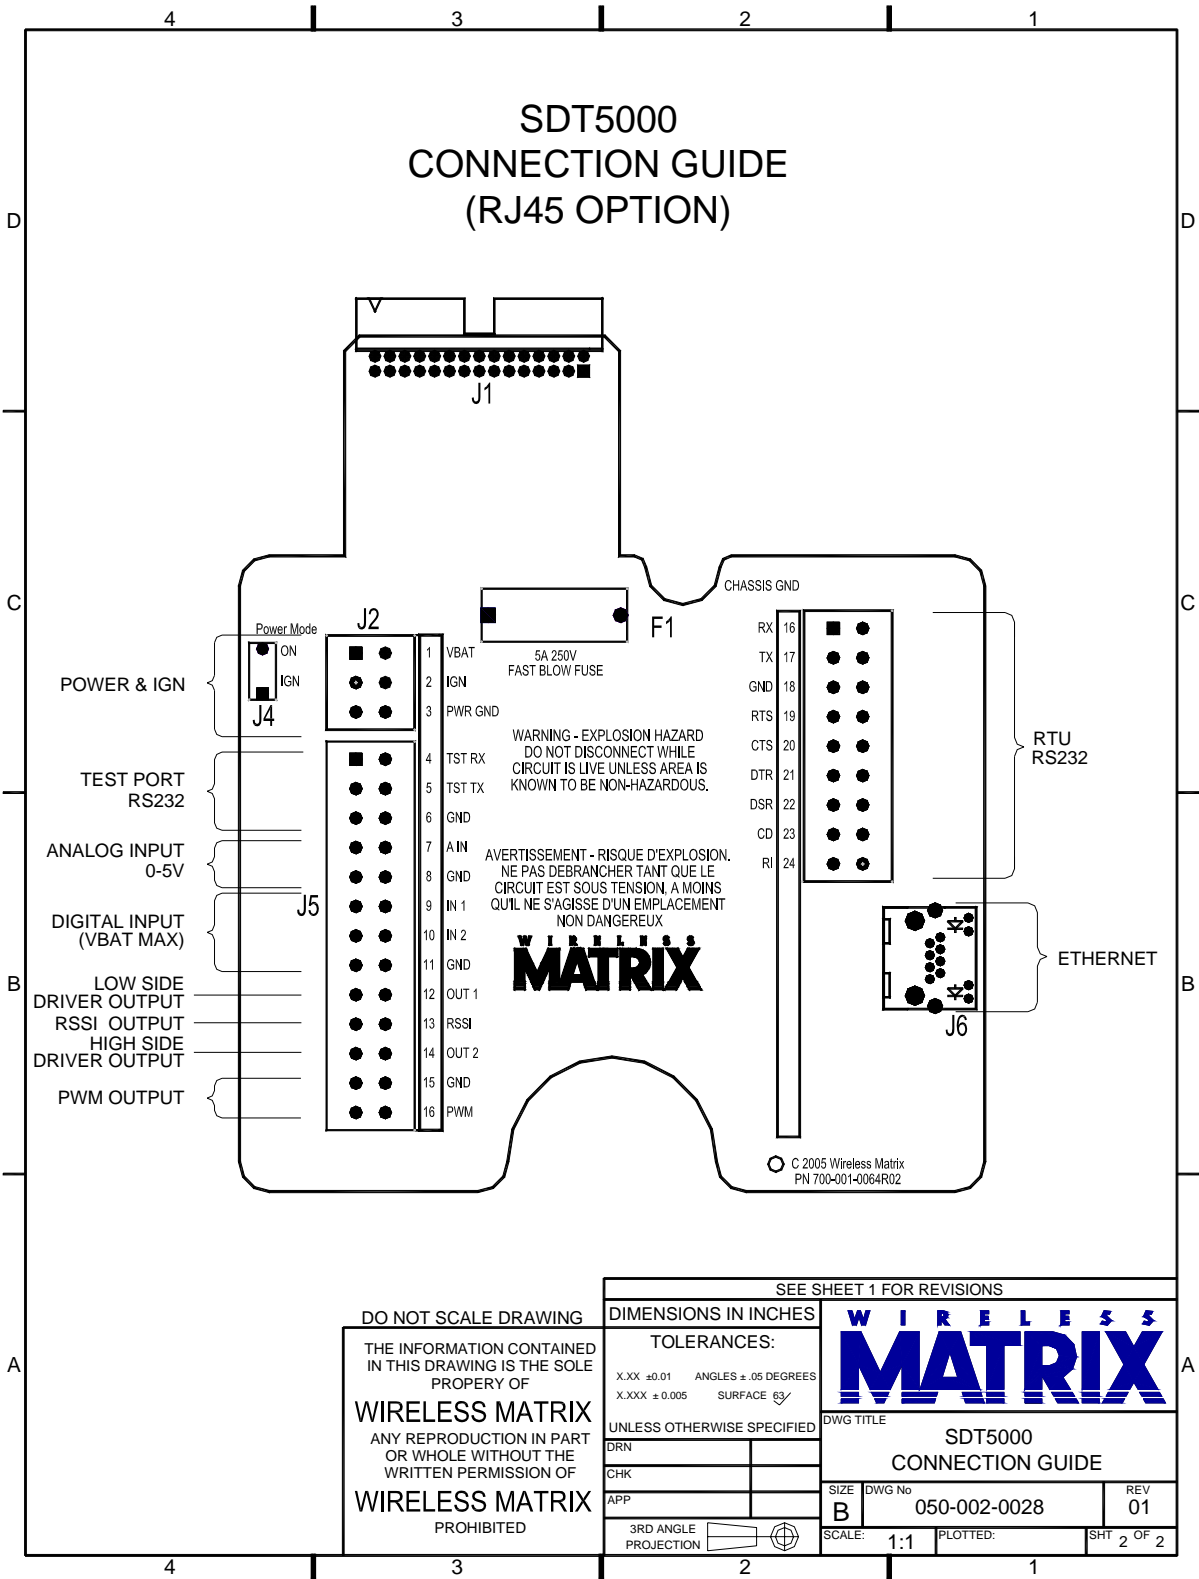 4 3 2 1
SDT5000
CONNECTION GUIDE
(RJ45 OPTION)
D D
J1
C C
CHASSIS GND
J2
F1
Power Mode
ON
IGN
J4
5A 250V
FAST BLOW FUSE
POWER & IGN
1 VBAT
2 IGN
3 PWR GND
TEST PORT
RS232
4 TST RX
5 TST TX
6 GND
ANALOG INPUT
0-5V
7 A IN
8 GND
J5
DIGITAL INPUT
(VBAT MAX)
9 IN 1
10 IN 2
11 GND
LOW SIDE
DRIVER OUTPUT
12 OUT 1
RSSI OUTPUT
13 RSSI
HIGH SIDE
DRIVER OUTPUT
14 OUT 2
PWM OUTPUT
15 GND
16 PWM
WARNING - EXPLOSION HAZARD
DO NOT DISCONNECT WHILE
CIRCUIT IS LIVE UNLESS AREA IS
KNOWN TO BE NON-HAZARDOUS.
AVERTISSEMENT - RISQUE D'EXPLOSION.
NE PAS DEBRANCHER TANT QUE LE
CIRCUIT EST SOUS TENSION, A MOINS
QU'IL NE S'AGISSE D'UN EMPLACEMENT
NON DANGEREUX
WIRELESS
MATRIX
RX 16
TX 17
GND 18
RTS 19
CTS 20
DTR 21
DSR 22
CD 23
RI 24
RTU
RS232
ETHERNET
J6
B B
C 2005 Wireless Matrix
PN 700-001-0064R02
A A
SEE SHEET 1 FOR REVISIONS
DO NOT SCALE DRAWING
THE INFORMATION CONTAINED
IN THIS DRAWING IS THE SOLE
PROPERY OF
WIRELESS MATRIX
ANY REPRODUCTION IN PART
OR WHOLE WITHOUT THE
WRITTEN PERMISSION OF
WIRELESS MATRIX
PROHIBITED
DIMENSIONS IN INCHES
TOLERANCES:
X.XX ±0.01 ANGLES ± .05 DEGREES
X.XXX ± 0.005 SURFACE 63
UNLESS OTHERWISE SPECIFIED
DRN
CHK
APP
3RD ANGLE
PROJECTION
WIRELESS
MATRIX
DWG TITLE
SDT5000
CONNECTION GUIDE
SIZE DWG No REV
B 050-002-0028 01
SCALE: 1:1 PLOTTED: SHT 2 OF 2
4 3 2 1